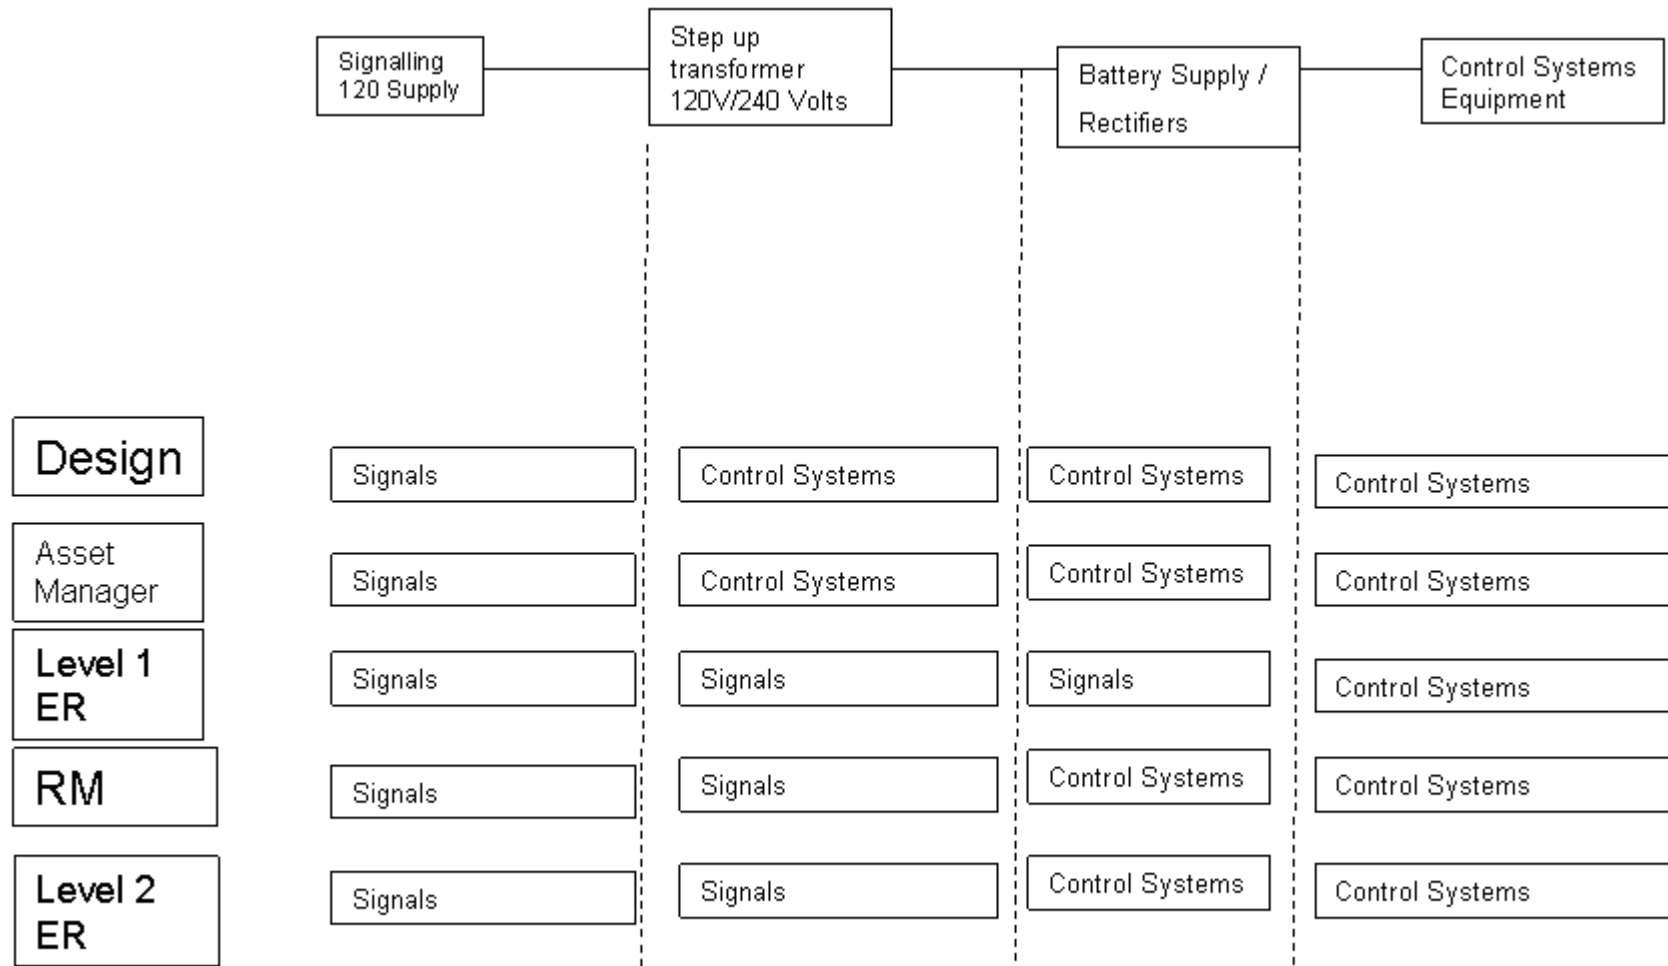 Signalling
120 Supply
Step up
transformer
120V/240 Volts
Battery Supply /
Rectifiers
Control Systems
Equipment
Design
Signals
Control Systems
Control Systems
Control Systems
Asset
Manager
Signals
Control Systems
Control Systems
Control Systems
Level 1
ER
Signals
Signals
Signals
Control Systems
RM
Signals
Signals
Control Systems
Control Systems
Level 2
ER
Signals
Signals
Control Systems
Control Systems